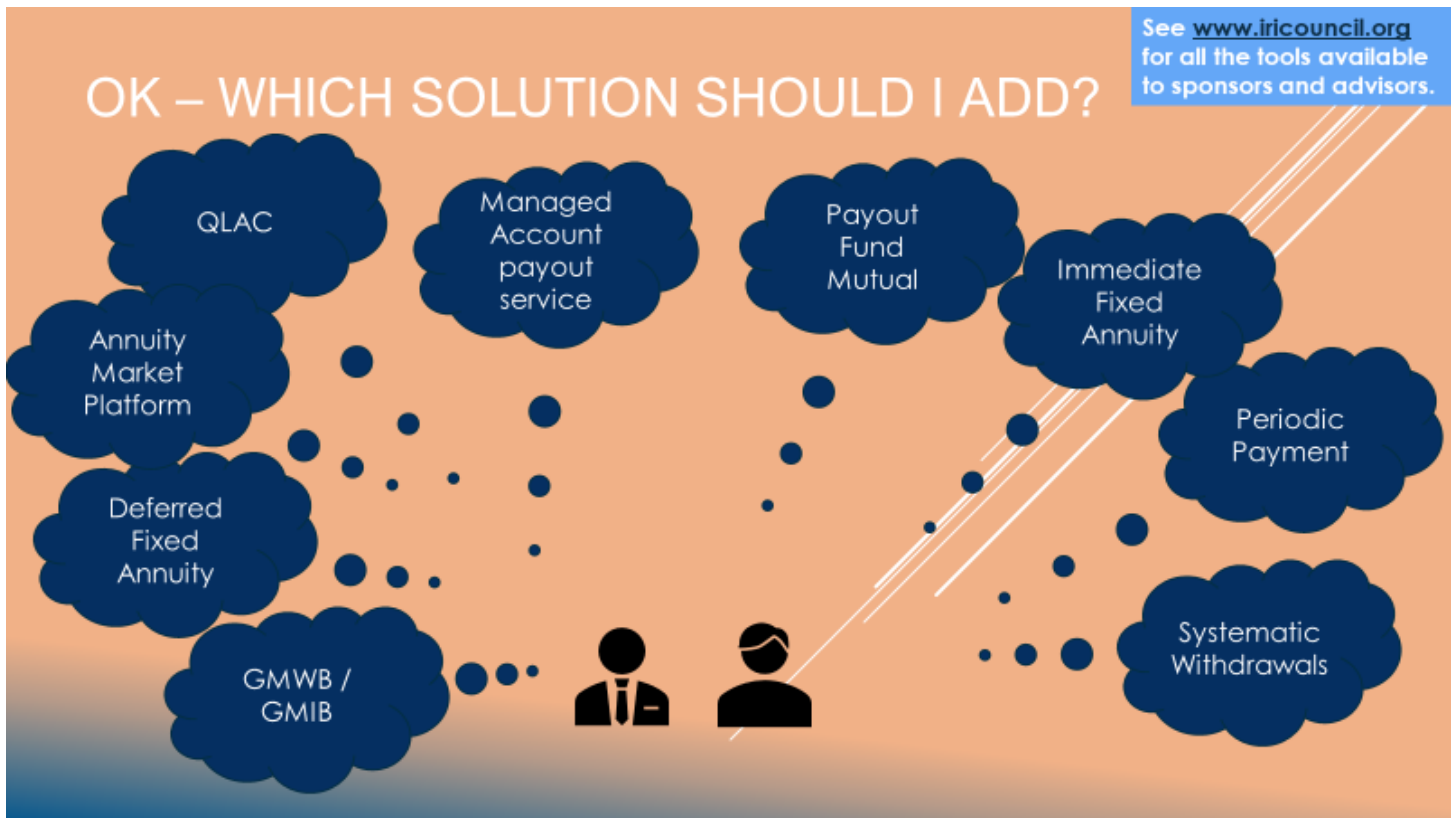 See www.iricouncil.org
for all the tools available
to sponsors and advisors.
OK – WHICH SOLUTION SHOULD I ADD?
QLAC
Managed
Account
payout
service
Payout
Fund
Mutual
Immediate
Fixed
Annuity
Annuity
Market
Platform
Periodic
Payment
Deferred
Fixed
Annuity
Systematic
Withdrawals
GMWB /
GMIB